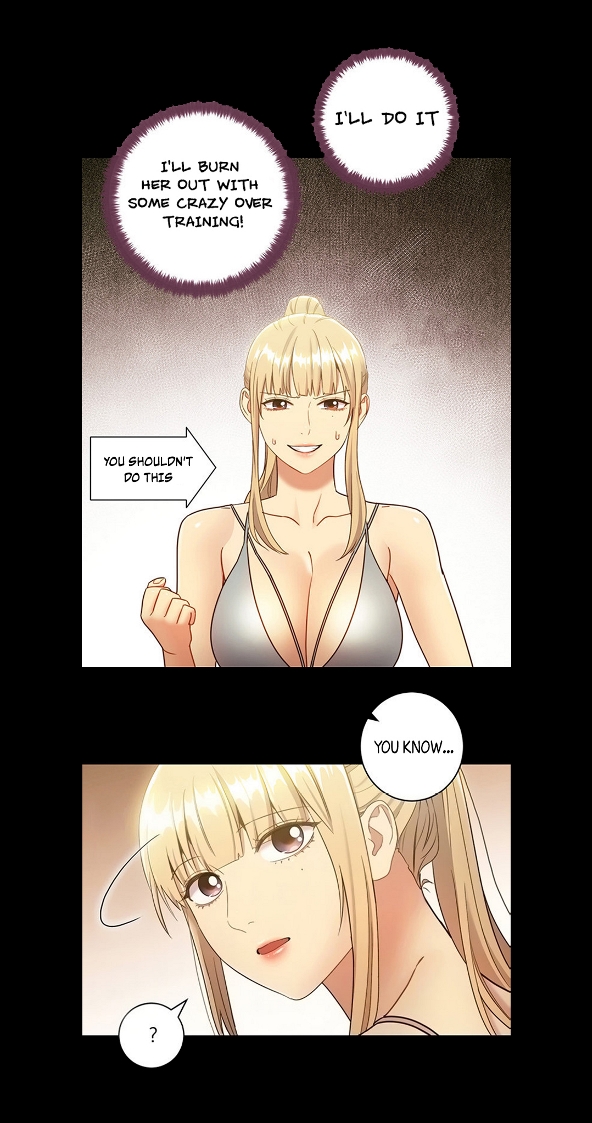 I'LL DO IT
I'LL BURN
HER OUT WITH
SOME CRAZY OVER
TRAINING!
YOU SHOULDN'T
DO THIS
YOU KNOW...
?